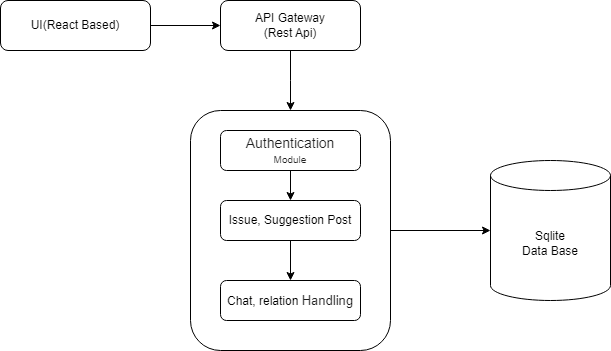 UI(React Based)
API Gateway
(Rest Api)
Authentication
Module
Issue, Suggestion Post
Chat, relation Handling
Sqlite
Data Base